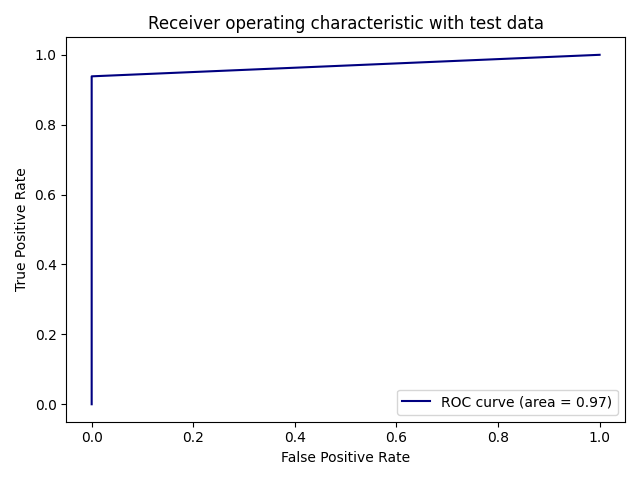 Receiver operating characteristic with test data
1.0
0.8
0.6
0.4
0.2
0.0
True Positive Rate
ROC curve (area = 0.97)
0.0 0.2 0.4 0.6 0.8 1.0
False Positive Rate